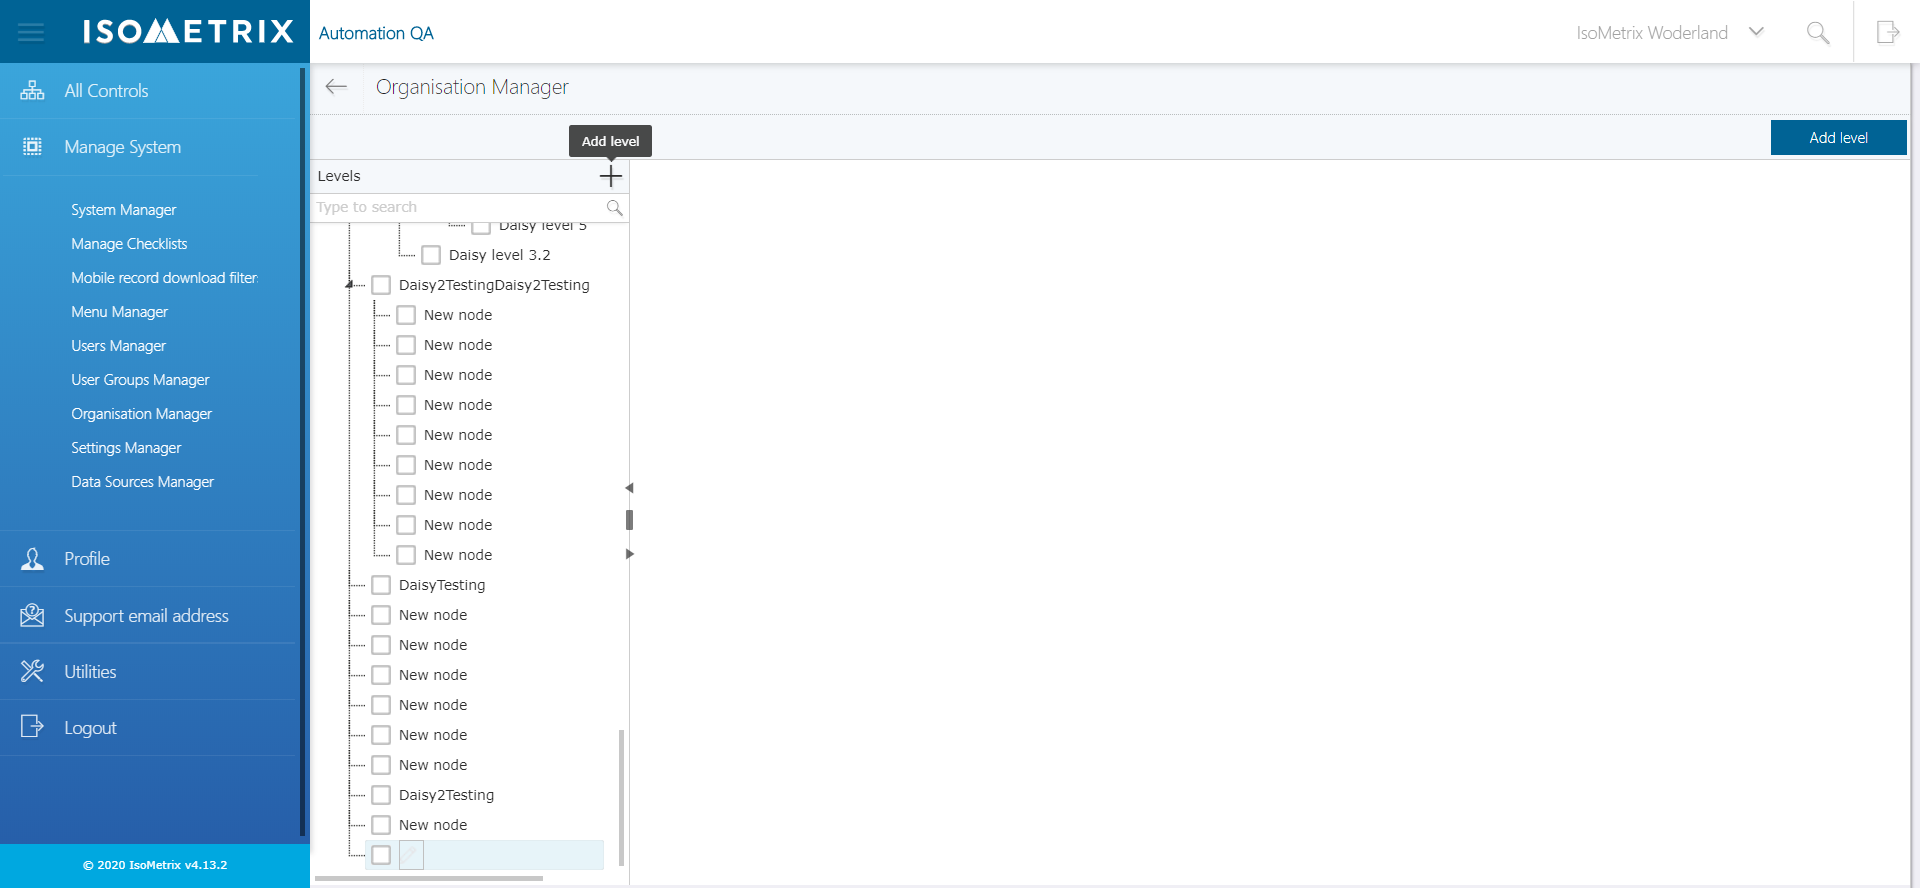 ISOMETRIX
Automation QA
IsoMetrix Woderland
All Controls
Manage System
System Manager
Manage Checklists
Mobile record download filter
Menu Manager
Users Manager
User Groups Manager
Organisation Manager
Settings Manager
Data Sources Manager
Profile
Support email address
Utilities
Logout
© 2020 IsoMetrix v4.13.2
Organisation Manager
Add level
Add level
Levels
Type to search
Daisy level 5
Daisy level 3.2
Daisy2TestingDaisy2Testing
New node
New node
New node
New node
New node
New node
New node
New node
New node
DaisyTesting
New node
New node
New node
New node
New node
New node
Daisy2Testing
New node